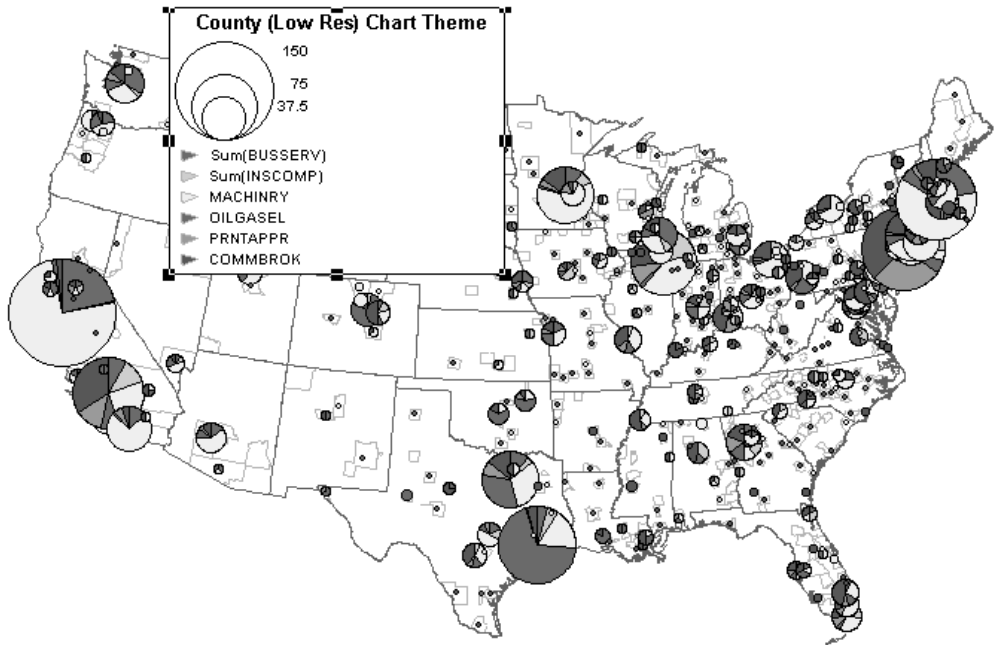 County (Low Res) Chart Theme
150
75
37.5
Sum(BUSSERV)
Sum(INSCOMP)
MACHINRY
OILGASEL
PRNTAPPR
COMMBROK